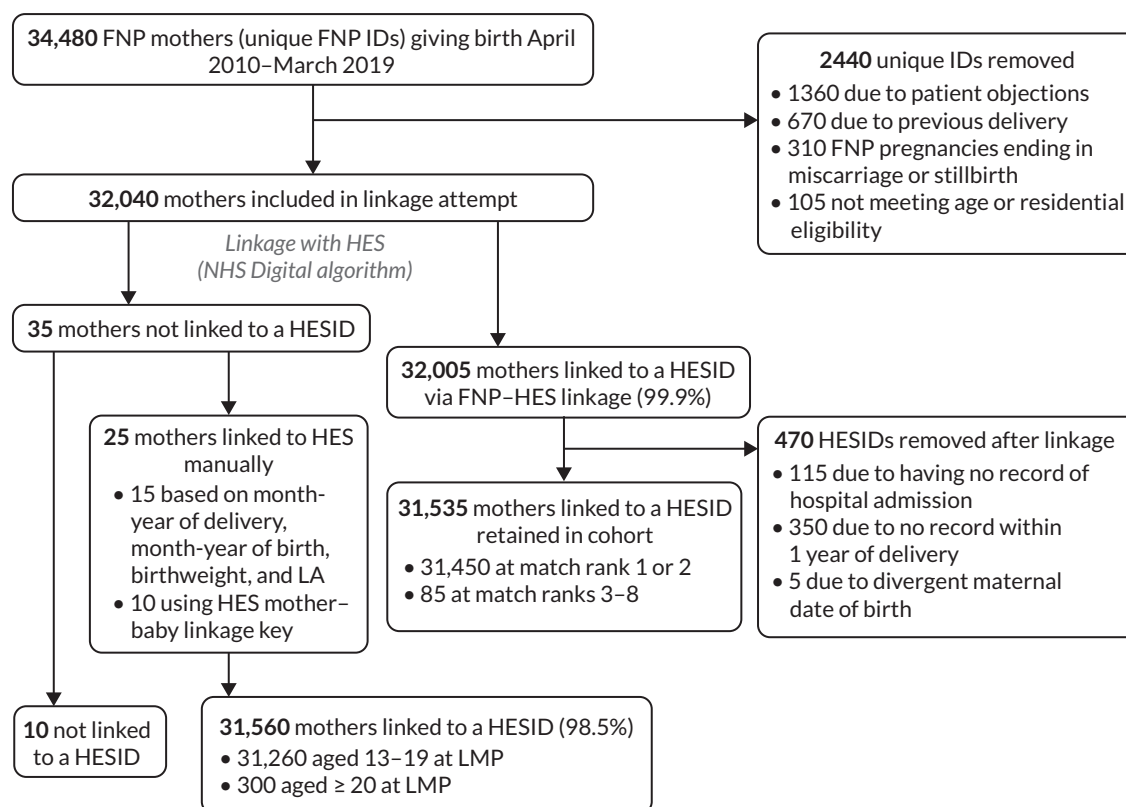 34,480 FNP mothers (unique FNP IDs) giving birth April
2010–March 2019
2440 unique IDs removed
• 1360 due to patient objections
• 670 due to previous delivery
• 310 FNP pregnancies ending in
miscarriage or stillbirth
• 105 not meeting age or residential
eligibility
32,040 mothers included in linkage attempt
Linkage with HES
(NHS Digital algorithm)
35 mothers not linked to a HESID
32,005 mothers linked to a HESID
via FNP–HES linkage (99.9%)
25 mothers linked to HES
manually
• 15 based on month-
year of delivery,
month-year of birth,
birthweight, and LA
• 10 using HES mother–
baby linkage key
470 HESIDs removed after linkage
• 115 due to having no record of
hospital admission
• 350 due to no record within
1 year of delivery
• 5 due to divergent maternal
date of birth
31,535 mothers linked to a HESID
retained in cohort
• 31,450 at match rank 1 or 2
• 85 at match ranks 3–8
10 not linked
to a HESID
31,560 mothers linked to a HESID (98.5%)
• 31,260 aged 13–19 at LMP
• 300 aged ≥ 20 at LMP